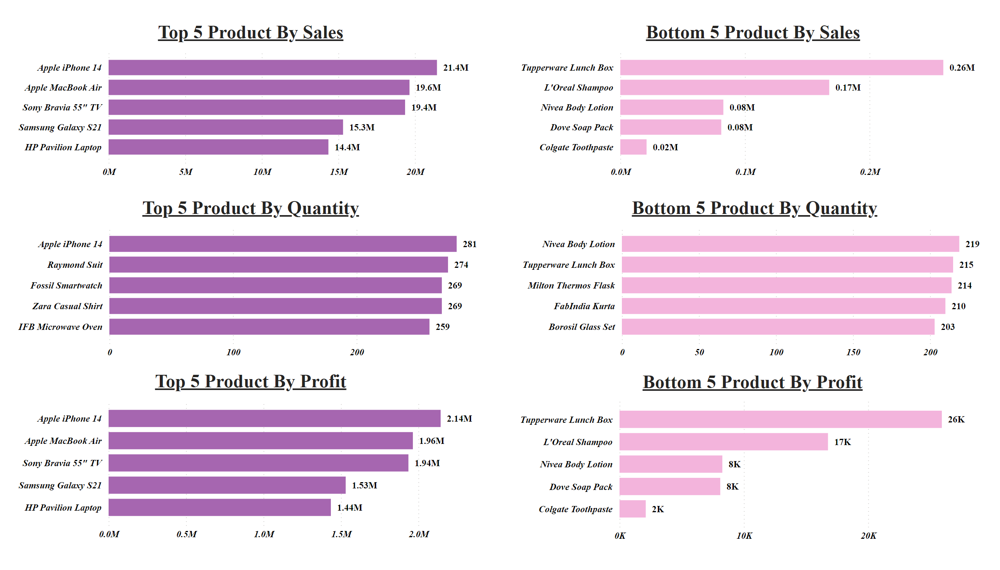 Top 5 Product By Sales
Apple iPhone 14 21.4M
Apple MacBook Air 19.6M
Sony Bravia 55" TV 19.4M
Samsung Galaxy S21 15.3M
HP Pavilion Laptop 14.4M
0M 5M 10M 15M 20M
Bottom 5 Product By Sales
Tupperware Lunch Box 0.26M
L'Oreal Shampoo 0.17M
Nivea Body Lotion 0.08M
Dove Soap Pack 0.08M
Colgate Toothpaste 0.02M
0.0M 0.1M 0.2M
Top 5 Product By Quantity
Apple iPhone 14 281
Raymond Suit 274
Fossil Smartwatch 269
Zara Casual Shirt 269
IFB Microwave Oven 259
0 100 200
Bottom 5 Product By Quantity
Nivea Body Lotion 219
Tupperware Lunch Box 215
Milton Thermos Flask 214
FabIndia Kurta 210
Borosil Glass Set 203
0 50 100 150 200
Top 5 Product By Profit
Apple iPhone 14 2.14M
Apple MacBook Air 1.96M
Sony Bravia 55" TV 1.94M
Samsung Galaxy S21 1.53M
HP Pavilion Laptop 1.44M
0.0M 0.5M 1.0M 1.5M 2.0M
Bottom 5 Product By Profit
Tupperware Lunch Box 26K
L'Oreal Shampoo 17K
Nivea Body Lotion 8K
Dove Soap Pack 8K
Colgate Toothpaste 2K
0K 10K 20K